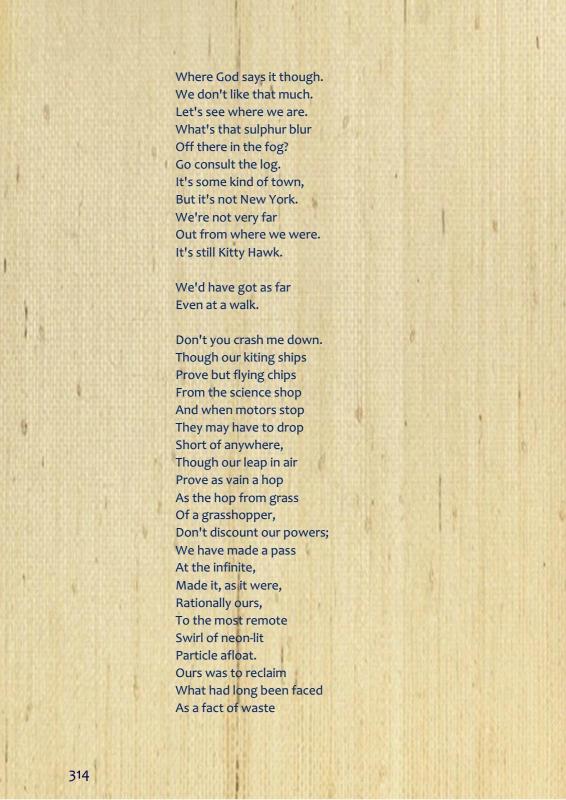 Where God says it though.
We don't like that much.
Let's see where we are.
What's that sulphur blur
Off there in the fog?
Go consult the log.
It's some kind of town,
But it's not New York.
We're not very far
Out from where we were.
It's still Kitty Hawk.
We'd have got as far
Even at a walk.
Don't you crash me down.
Though our kiting ships
Prove but flying chips
From the science shop
And when motors stop
They may have to drop
Short of anywhere,
Though our leap in air
Prove as vain a hop
As the hop from grass
Of a grasshopper,
Don't discount our powers;
We have made a pass
At the infinite,
Made it, as it were,
Rationally ours,
To the most remote
Swirl of neon-lit
Particle afloat.
Ours was to reclaim
What had long been faced
As a fact of waste
314